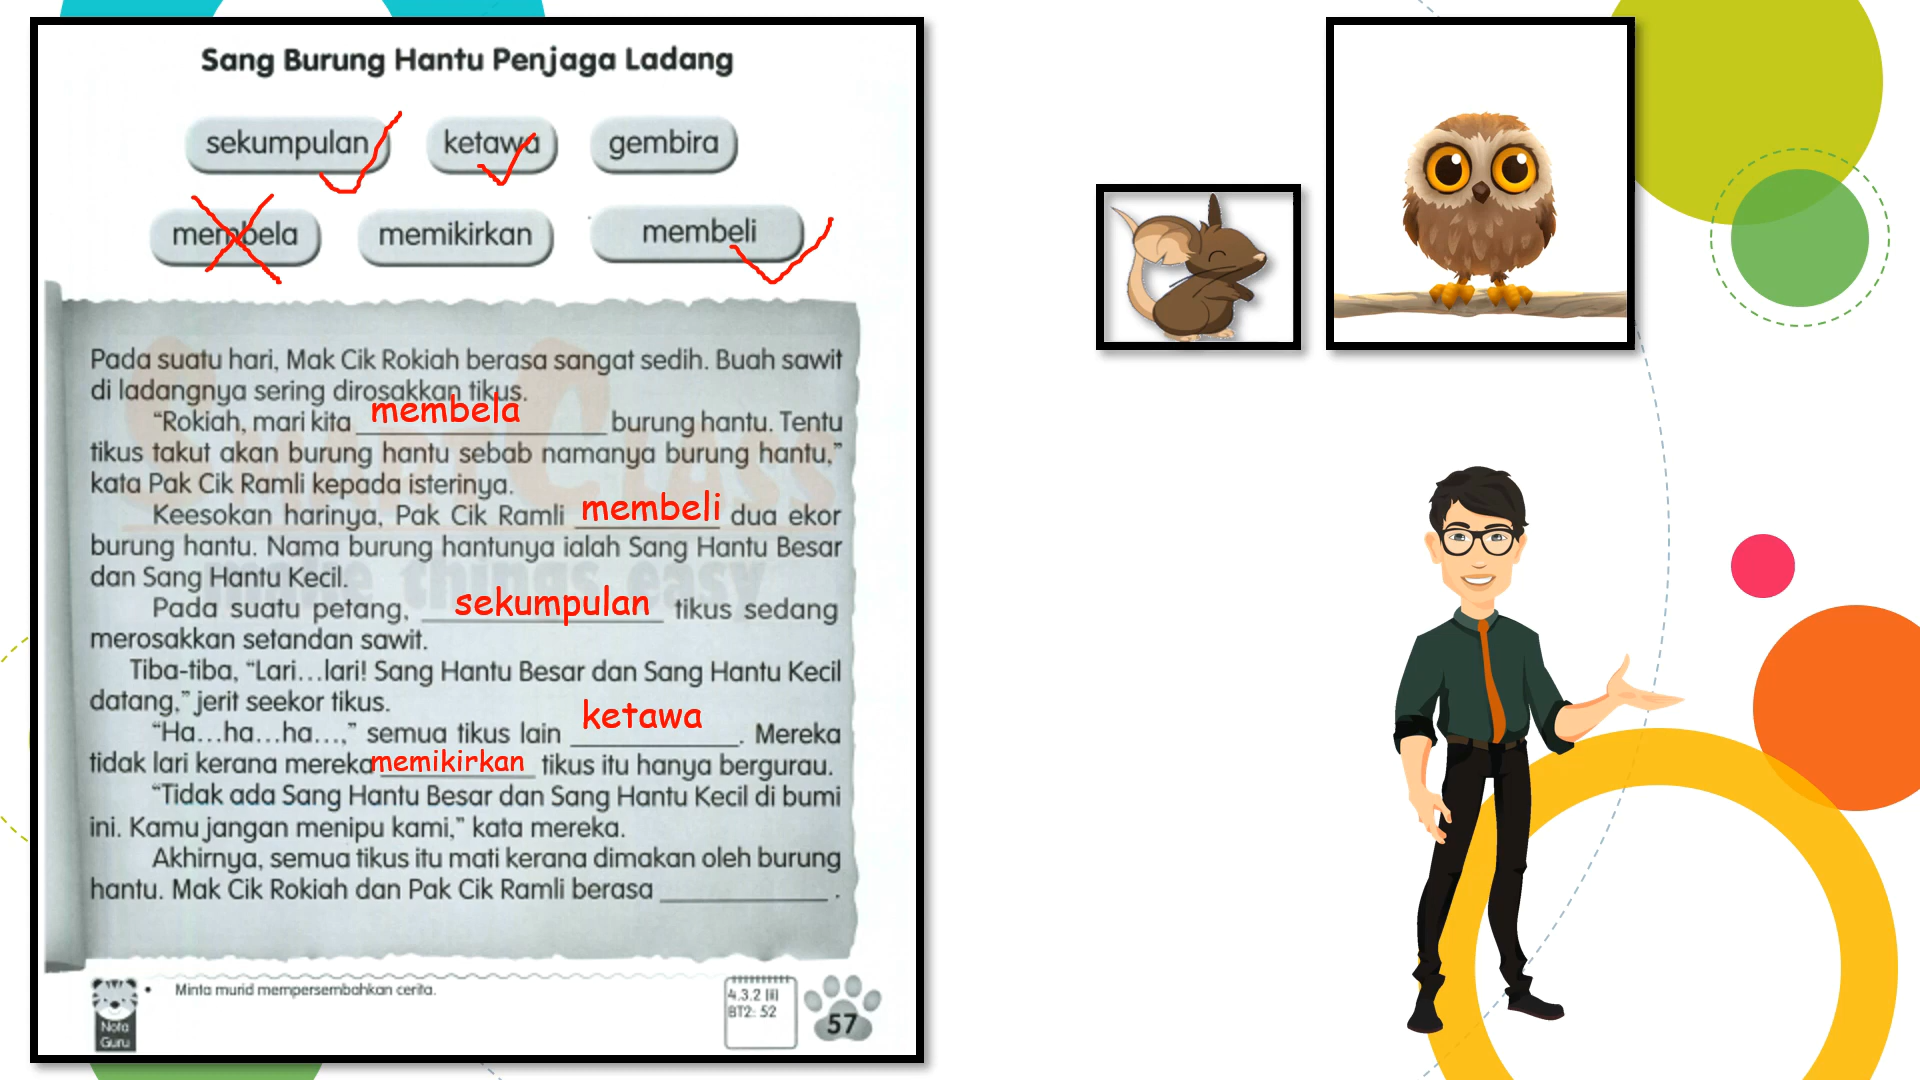 Sang Burung Hantu Penjaga Ladang
sekumpulan ketawa gembira
membela memikirkan membeli
Pada suatu hari, Mak Cik Rokiah berasa sangat sedih. Buah sawit
di ladangnya sering dirosakkan tikus.
“Rokiah, mari kita membela burung hantu. Tentu
tikus takut akan burung hantu sebab namanya burung hantu,”
kata Pak Cik Ramli kepada isterinya.
Keesokan harinya, Pak Cik Ramli membeli dua ekor
burung hantu. Nama burung hantunya ialah Sang Hantu Besar
dan Sang Hantu Kecil.
Pada suatu petang, sekumpulan tikus sedang
merosakkan setandan sawit.
Tiba-tiba, “Lari...lari! Sang Hantu Besar dan Sang Hantu Kecil
datang,” jerit seekor tikus.
“Ha...ha...ha...,” semua tikus lain ketawa. Mereka
tidak lari kerana mereka memikirkan tikus itu hanya bergurau.
“Tidak ada Sang Hantu Besar dan Sang Hantu Kecil di bumi
ini. Kamu jangan menipu kami,” kata mereka.
Akhirnya, semua tikus itu mati kerana dimakan oleh burung
hantu. Mak Cik Rokiah dan Pak Cik Ramli berasa ____________ .
SMART CLASS
make things easy
Nota
Guru
• Minta murid mempersembahkan cerita.
4.3.2 (ii)
BT2: 52
57